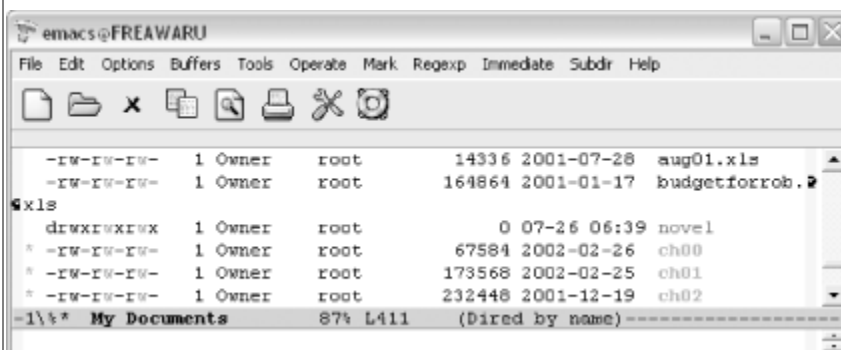 emacs@FREAWARU
File Edit Options Buffers Tools Operate Mark Regexp Immediate Subdir Help
-rw-rw-rw- 1 Owner root 14336 2001-07-28 aug01.xls
-rw-rw-rw- 1 Owner root 164864 2001-01-17 budgetforrob.
xls
drwxrwxrwx 1 Owner root 0 07-26 06:39 novel
* -rw-rw-rw- 1 Owner root 67584 2002-02-26 ch00
* -rw-rw-rw- 1 Owner root 173568 2002-02-25 ch01
* -rw-rw-rw- 1 Owner root 232448 2001-12-19 ch02
-1\%* My Documents 87% L411 (Dired by name)--------------------